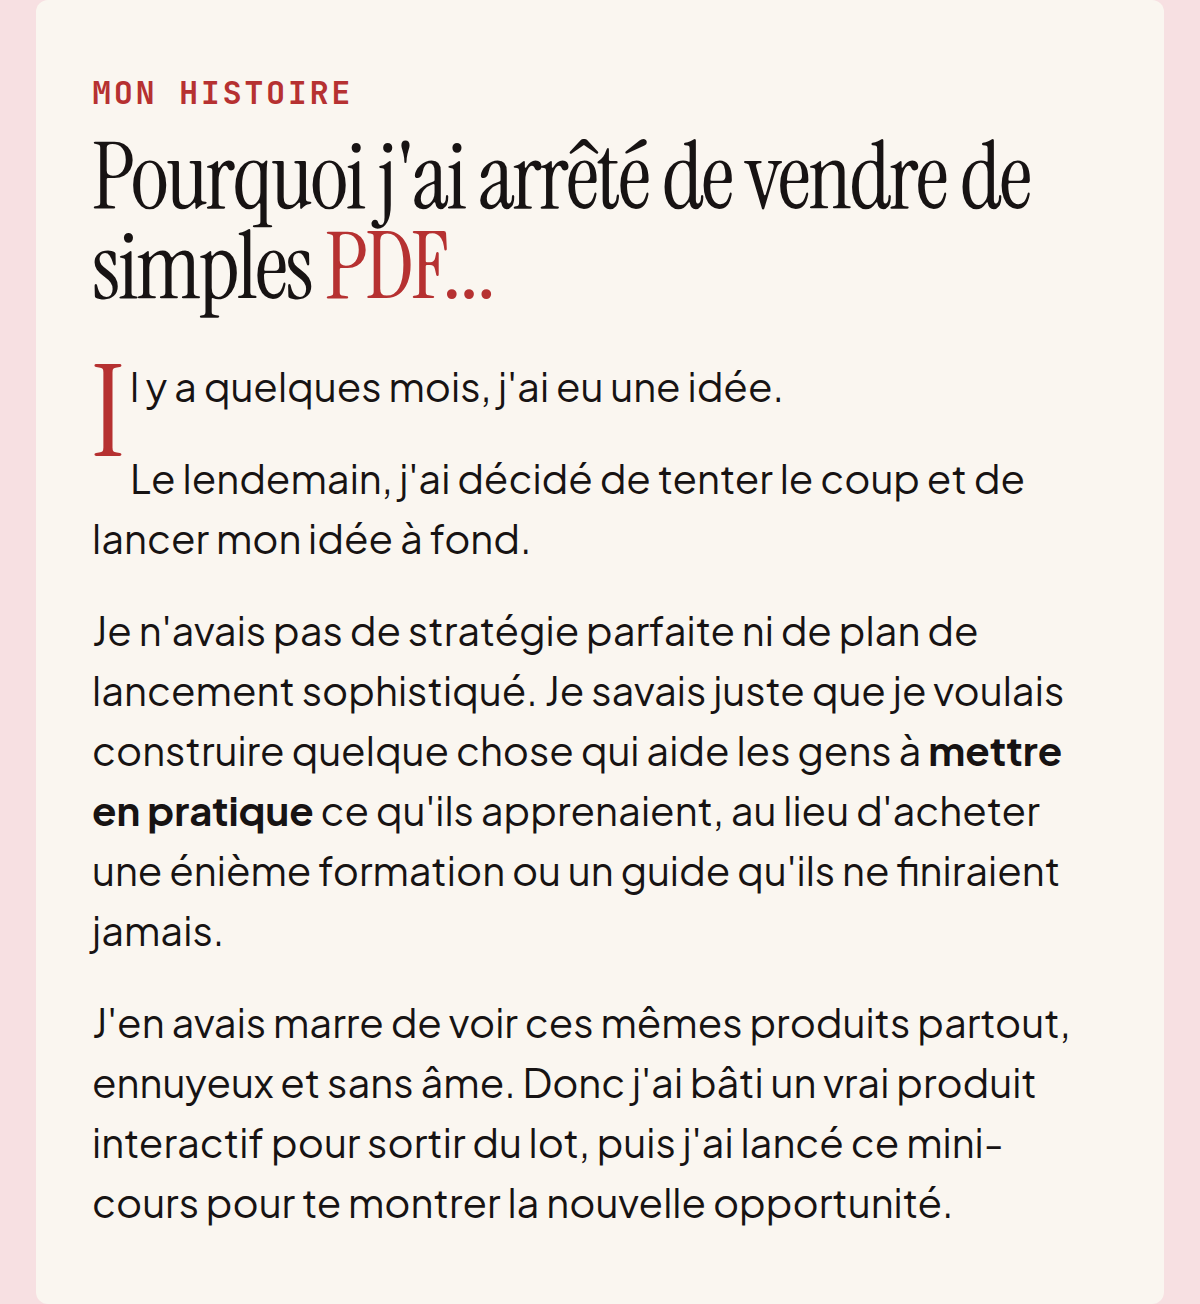 MON HISTOIRE
Pourquoi j'ai arrêté de vendre de
simples PDF...
Il y a quelques mois, j'ai eu une idée.
Le lendemain, j'ai décidé de tenter le coup et de
lancer mon idée à fond.
Je n'avais pas de stratégie parfaite ni de plan de
lancement sophistiqué. Je savais juste que je voulais
construire quelque chose qui aide les gens à mettre
en pratique ce qu'ils apprenaient, au lieu d'acheter
une énième formation ou un guide qu'ils ne finiraient
jamais.
J'en avais marre de voir ces mêmes produits partout,
ennuyeux et sans âme. Donc j'ai bâti un vrai produit
interactif pour sortir du lot, puis j'ai lancé ce mini-
cours pour te montrer la nouvelle opportunité.